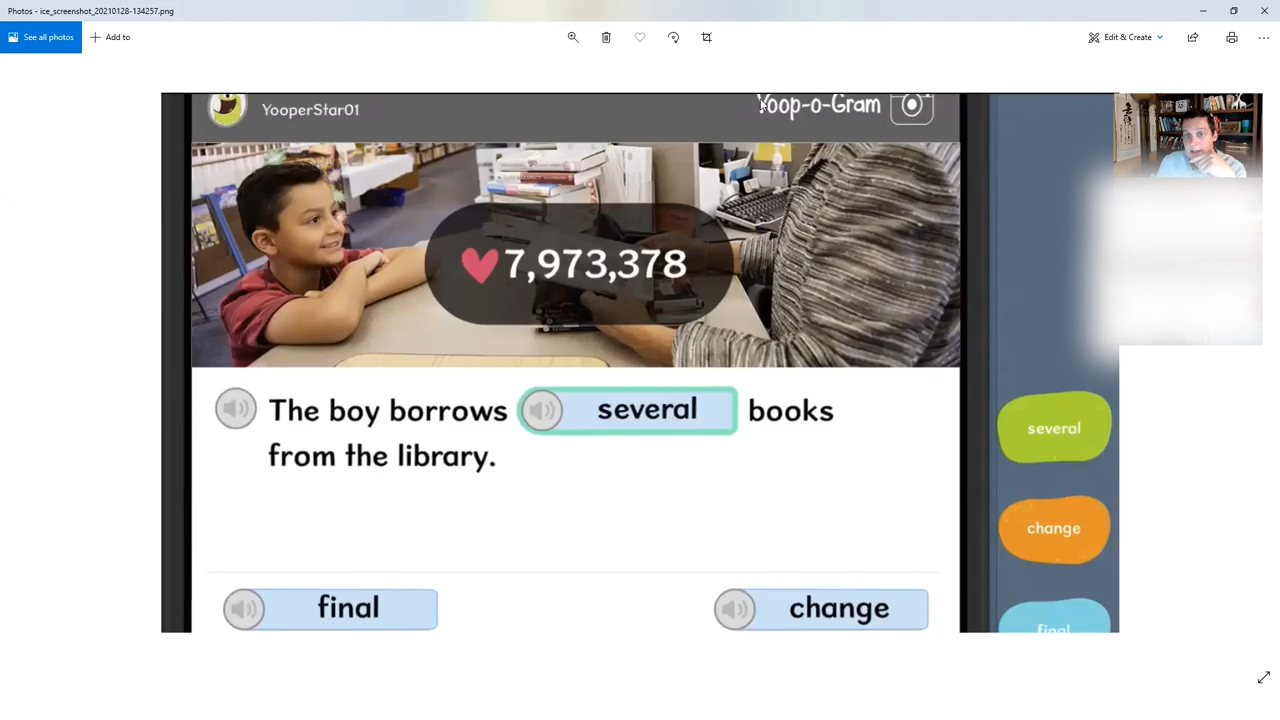 Photos - ice_screenshot_20210128-134257.png
See all photos
Add to
Edit & Create
YooperStar01
Yoop-o-Gram
7,973,378
The boy borrows several books
from the library.
several
change
final
final
change